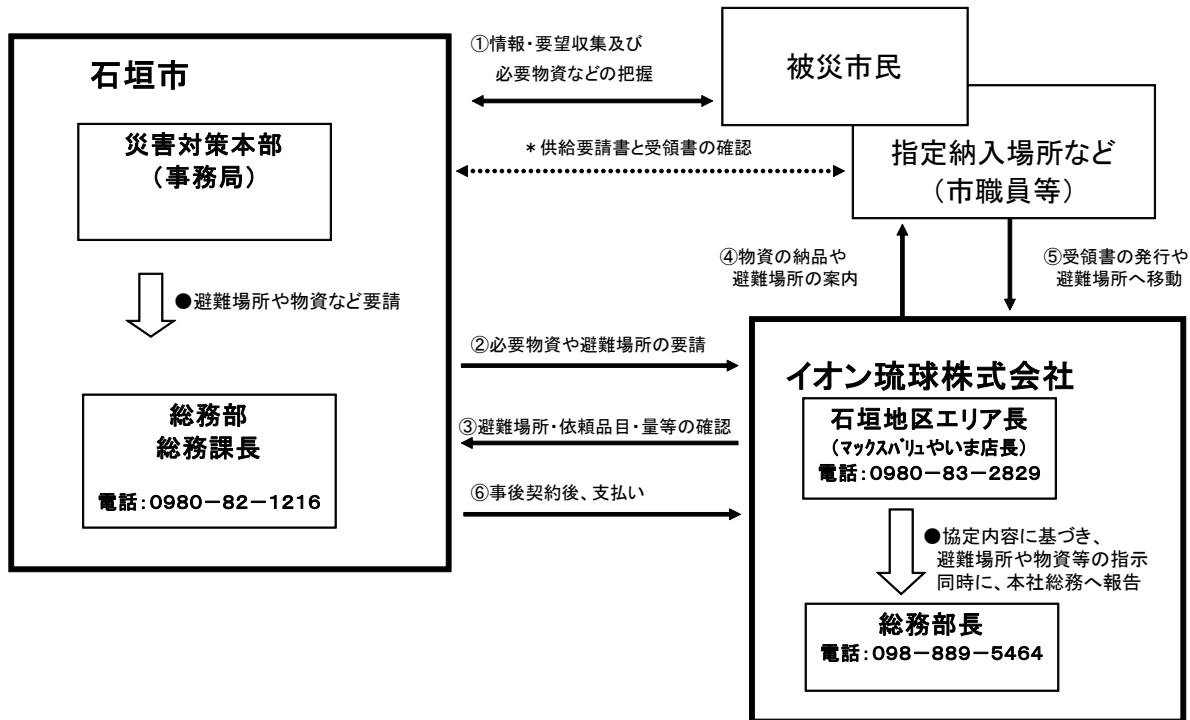 石垣市
災害対策本部
（事務局）
●避難場所や物資など要請
総務部
総務課長
電話：0980－82－1216
①情報・要望収集及び
必要物資などの把握
＊供給要請書と受領書の確認
被災市民
指定納入場所など
（市職員等）
④物資の納品や
避難場所の案内
⑤受領書の発行や
避難場所へ移動
②必要物資や避難場所の要請
③避難場所・依頼品目・量等の確認
⑥事後契約後、支払い
イオン琉球株式会社
石垣地区エリア長
（マックスバリュやいま店長）
電話：0980－83－2829
●協定内容に基づき、
避難場所や物資等の指示
同時に、本社総務へ報告
総務部長
電話：098－889－5464